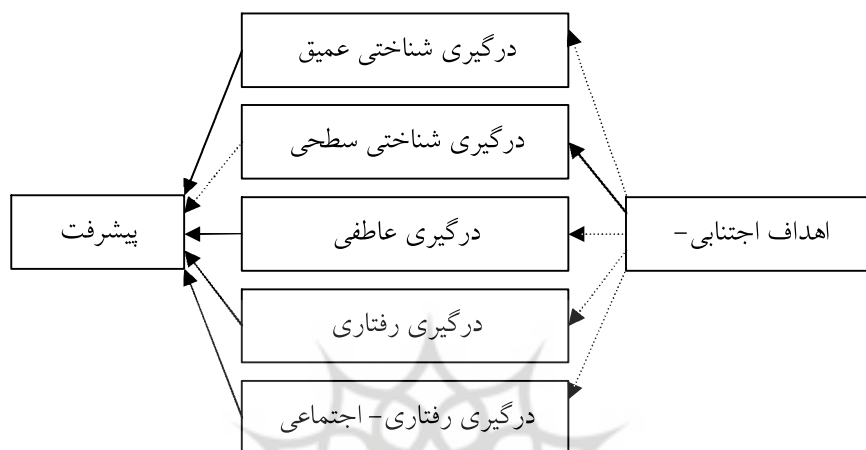 درگیری شناختی عمیق
درگیری شناختی سطحی
اهداف اجتنابی-
درگیری عاطفی
پیشرفت
درگیری رفتاری
درگیری رفتاری- اجتماعی